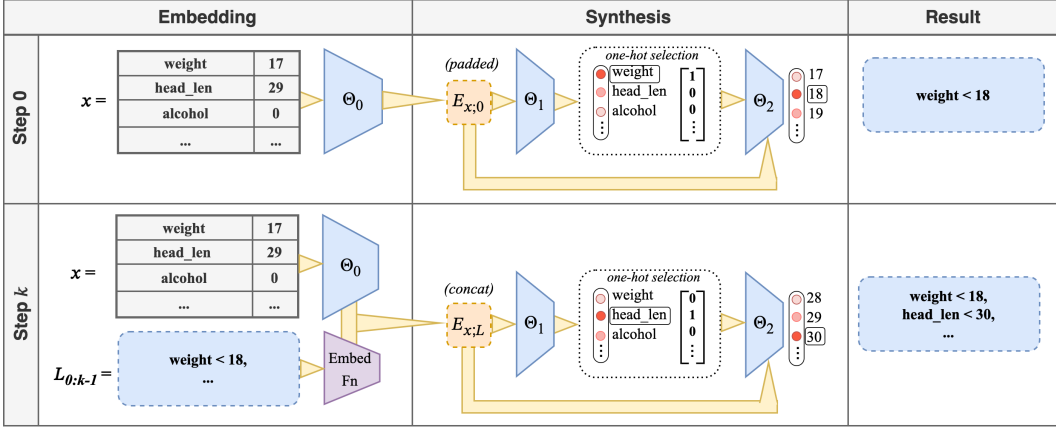 Embedding
Synthesis
Result
Step 0
x =
weight 17
head_len 29
alcohol 0
... ...
Θ0
(padded)
Ex;0
Θ1
one-hot selection
weight
head_len
alcohol
1
0
0
Θ2
17
18
19
weight < 18
Step k
x =
weight 17
head_len 29
alcohol 0
... ...
Θ0
L0:k-1 =
weight < 18,
...
Embed
Fn
(concat)
Ex;L
Θ1
one-hot selection
weight
head_len
alcohol
0
1
0
Θ2
28
29
30
weight < 18,
head_len < 30,
...